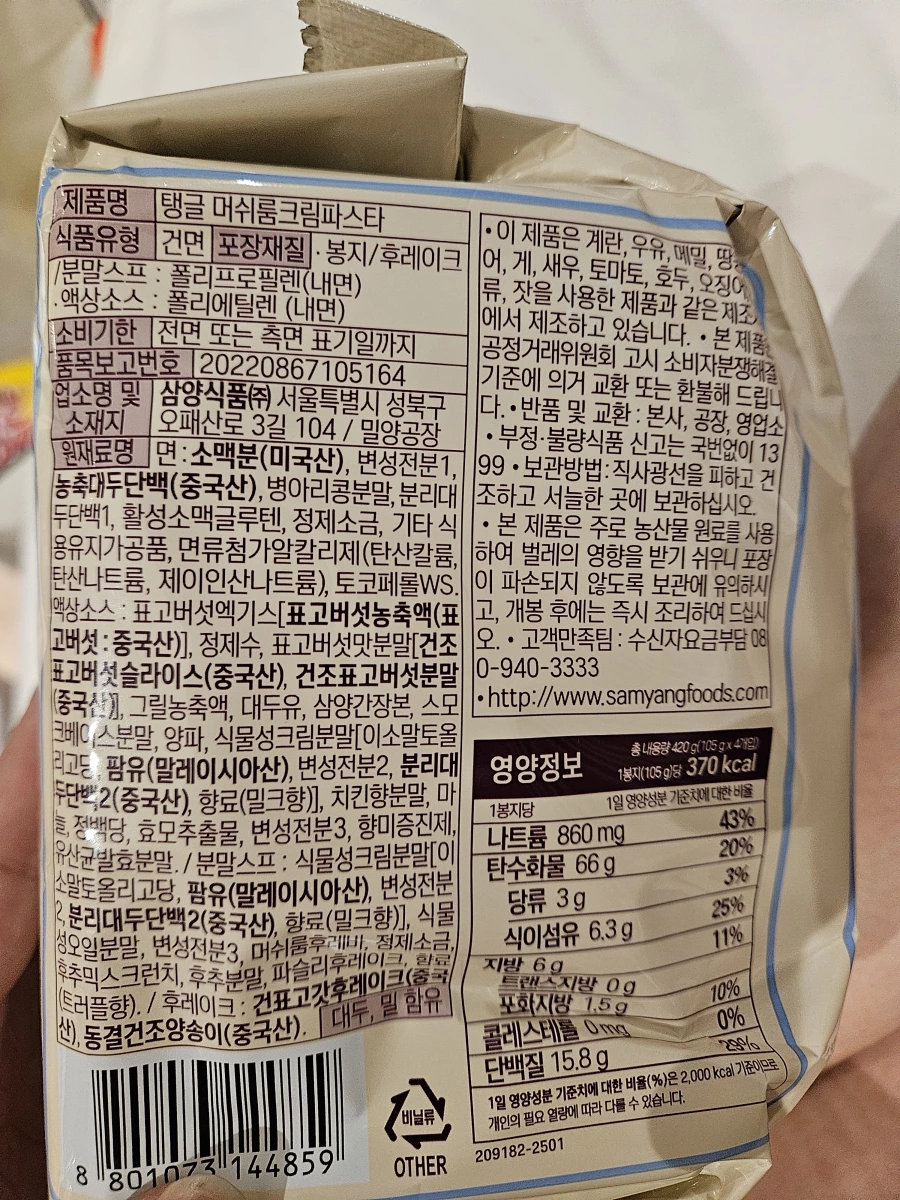 제품명 탱글 머쉬룸크림파스타
식품유형 건면 포장재질 · 봉지/후레이크
/분말스프 : 폴리프로필렌(내면)
· 액상소스 : 폴리에틸렌 (내면)
소비기한 전면 또는 측면 표기일까지
품목보고번호 20220867105164
업소명 및 소재지 삼양식품㈜ 서울특별시 성북구
오패산로 3길 104 / 밀양공장
원재료명 면 : 소맥분(미국산), 변성전분1,
농축대두단백(중국산), 병아리콩분말, 분리대
두단백1, 활성소맥글루텐, 정제소금, 기타 식
용유지가공품, 면류첨가알칼리제(탄산칼륨,
탄산나트륨, 제이인산나트륨), 토코페롤WS.
액상소스 : 표고버섯엑기스[표고버섯농축액(표
고버섯 : 중국산)], 정제수, 표고버섯맛분말[건조
표고버섯슬라이스(중국산), 건조표고버섯분말
(중국산)], 그릴농축액, 대두유, 삼양간장본, 스모
크베이스분말, 양파, 식물성크림분말[이소말토올
리고당, 팜유(말레이시아산), 변성전분2, 분리대
두단백2(중국산), 향료(밀크향)], 치킨향분말, 마
늘, 정백당, 효모추출물, 변성전분3, 향미증진제,
유산균발효분말. / 분말스프 : 식물성크림분말[이
소말토올리고당, 팜유(말레이시아산), 변성전분
2, 분리대두단백2(중국산), 향료(밀크향)], 식물
성오일분말, 변성전분3, 정제소금,
후추믹스크런치, 후추분말, 파슬리후레이크, 향료
(트러플향). / 후레이크 : 건표고갓후레이크(중국
산), 동결건조양송이(중국산). 대두, 밀 함유
• 이 제품은 계란, 우유, 메밀,
어, 게, 새우, 토마토, 호두,
류, 잣을 사용한 제품과 같은
에서 제조하고 있습니다. • 본
공정거래위원회 고시 소비자분쟁해결
기준에 의거 교환 또는 환불해 드립니
다. • 반품 및 교환 : 본사, 공장, 영업소
• 부정·불량식품 신고는 국번없이 13
99 • 보관방법 : 직사광선을 피하고 건
조하고 서늘한 곳에 보관하십시오.
• 본 제품은 주로 농산물 원료를 사용
하여 벌레의 영향을 받기 쉬우니 포장
이 파손되지 않도록 보관에 유의하시
고, 개봉 후에는 즉시 조리하여 드십시
오. • 고객만족팀 : 수신자요금부담 08
0-940-3333
• http://www.samyangfoods.com
영양정보 총 내용량 420 g(105 g x 4개입)
1봉지(105 g)당 370 kcal
1봉지당 1일 영양성분 기준치에 대한 비율
나트륨 860 mg 43%
탄수화물 66 g 20%
당류 3 g 3%
식이섬유 6.3 g 25%
지방 6 g 11%
트랜스지방 0 g
포화지방 1.5 g 10%
콜레스테롤 0 mg 0%
단백질 15.8 g
1일 영양성분 기준치에 대한 비율(%)은 2,000 kcal 기준이므로
개인의 필요 열량에 따라 다를 수 있습니다.
209182-2501
비닐류
OTHER
8 801073 144859